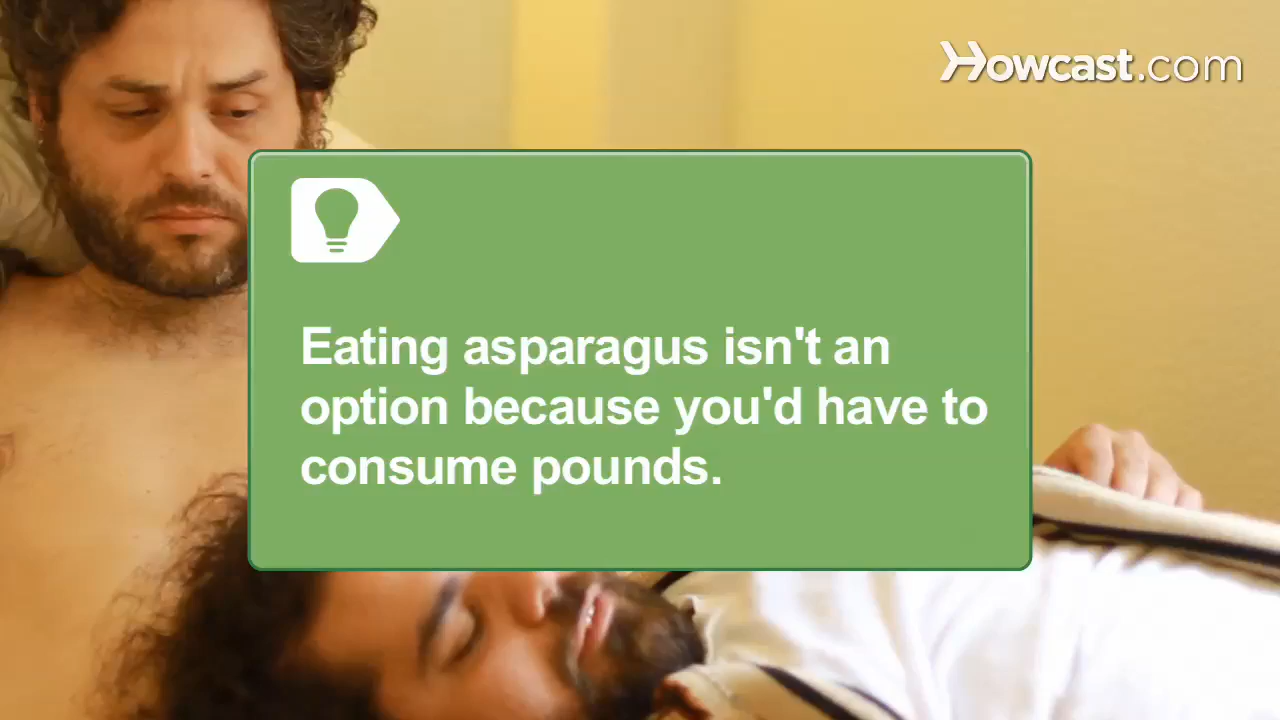 Howcast.com
Eating asparagus isn't an
option because you'd have to
consume pounds.